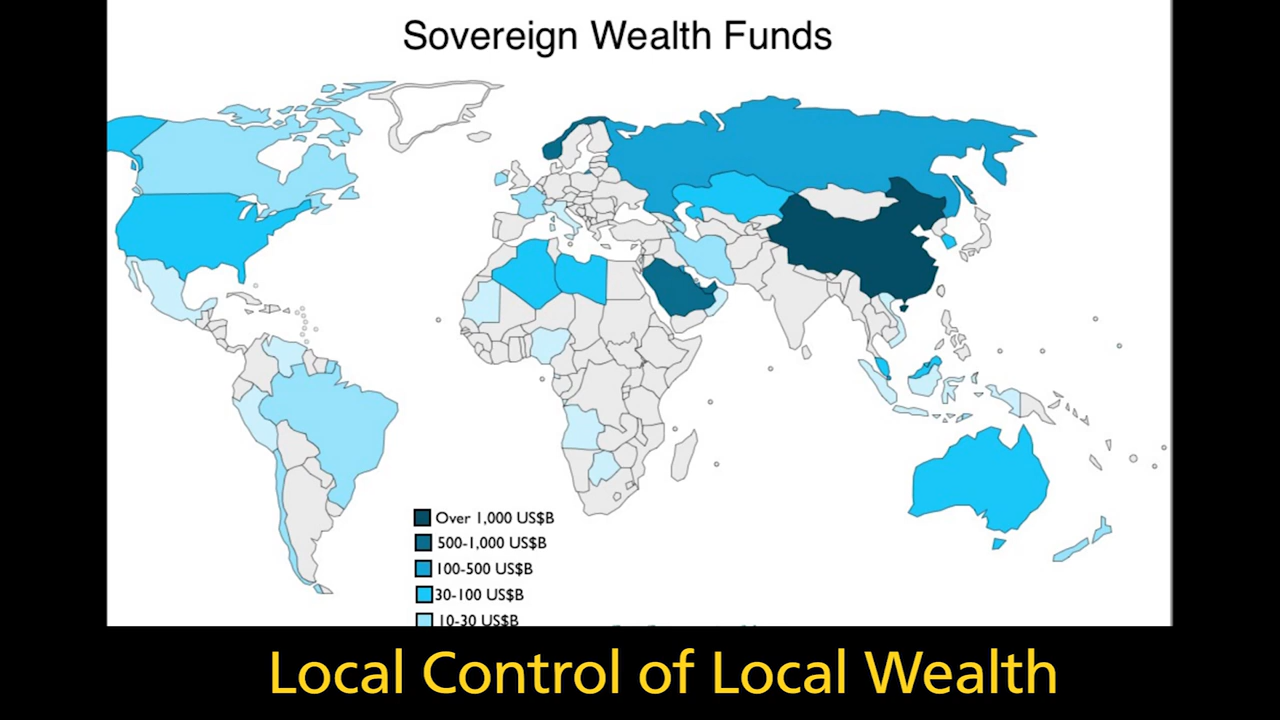 Sovereign Wealth Funds
Over 1,000 US$B
500-1,000 US$B
100-500 US$B
30-100 US$B
10-30 US$B
Local Control of Local Wealth